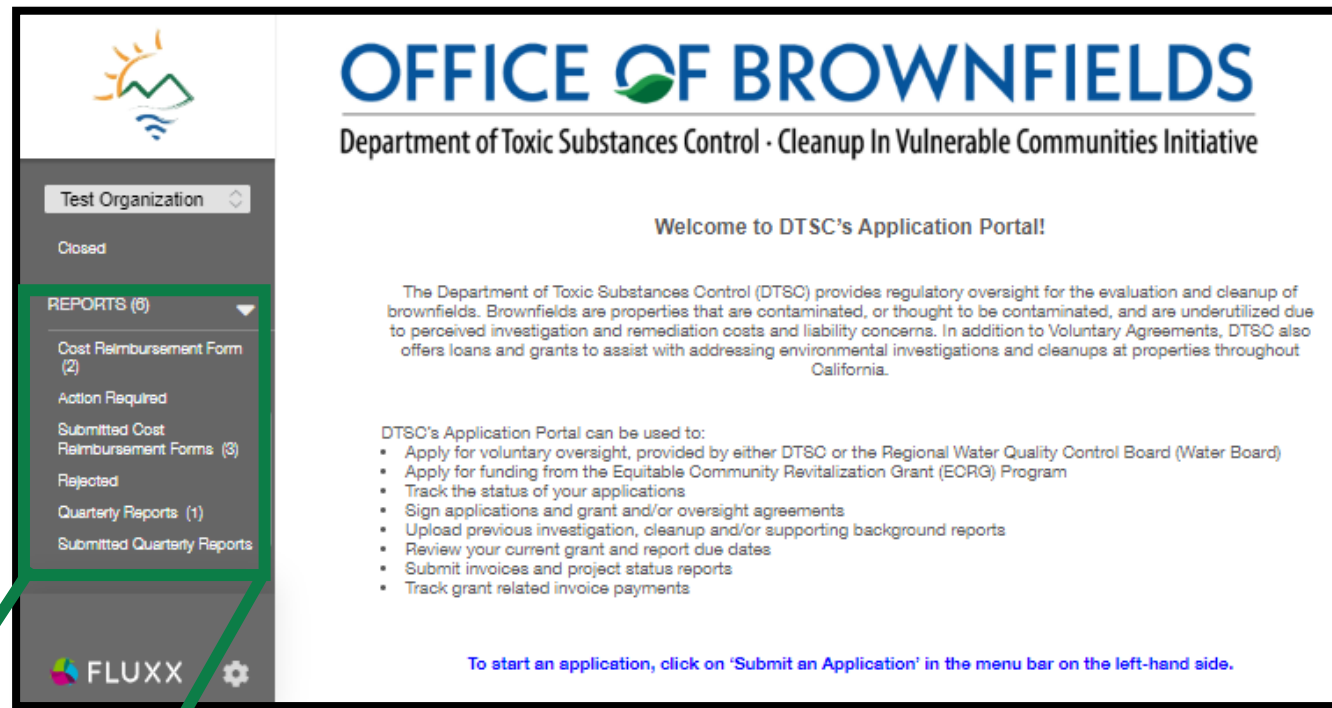 OFFICE OF BROWNFIELDS
Department of Toxic Substances Control · Cleanup In Vulnerable Communities Initiative
Test Organization
Closed
REPORTS (6)
Cost Reimbursement Form
(2)
Action Required
Submitted Cost
Reimbursement Forms (3)
Rejected
Quarterly Reports (1)
Submitted Quarterly Reports
FLUXX
Welcome to DTSC's Application Portal!
The Department of Toxic Substances Control (DTSC) provides regulatory oversight for the evaluation and cleanup of
brownfields. Brownfields are properties that are contaminated, or thought to be contaminated, and are underutilized due
to perceived investigation and remediation costs and liability concerns. In addition to Voluntary Agreements, DTSC also
offers loans and grants to assist with addressing environmental investigations and cleanups at properties throughout
California.
DTSC's Application Portal can be used to:
• Apply for voluntary oversight, provided by either DTSC or the Regional Water Quality Control Board (Water Board)
• Apply for funding from the Equitable Community Revitalization Grant (ECRG) Program
• Track the status of your applications
• Sign applications and grant and/or oversight agreements
• Upload previous investigation, cleanup and/or supporting background reports
• Review your current grant and report due dates
• Submit invoices and project status reports
• Track grant related invoice payments
To start an application, click on 'Submit an Application' in the menu bar on the left-hand side.